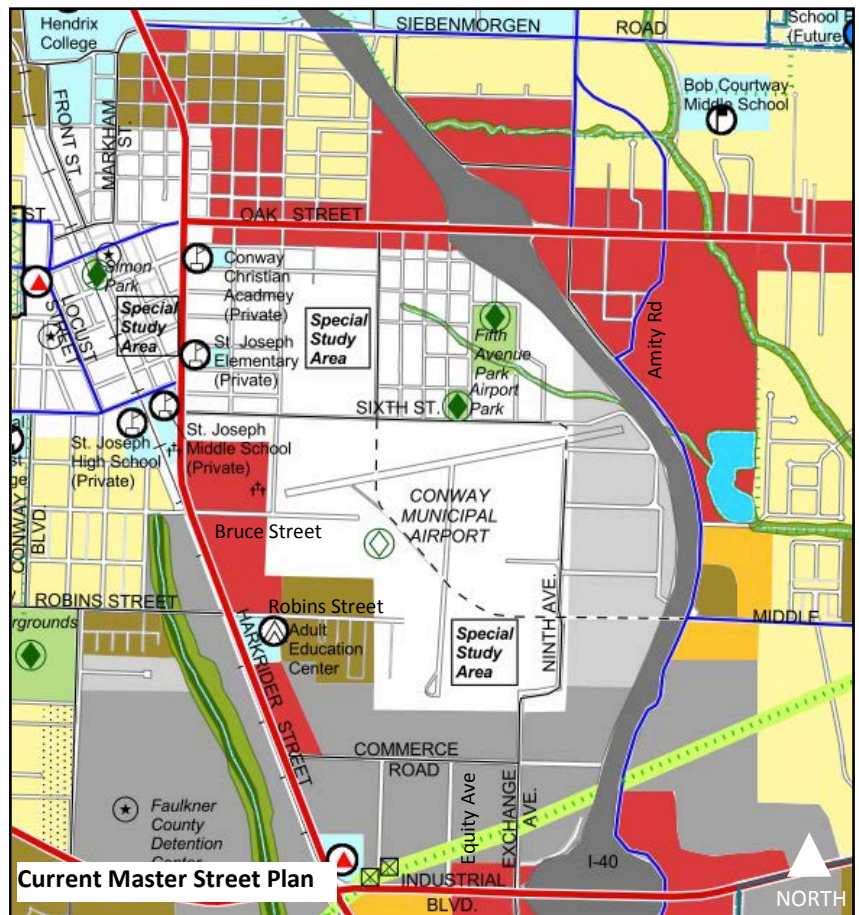 Hendrix
College
SIEBENMORGEN ROAD
School
(Future
FRONT ST.
MARKHAM
ST.
Bob Courtway
Middle School
ST.
OAK STREET
Simon
Park
Conway
Christian
Acadmey
(Private)
LOCUST
STREET
Special
Study
Area
Special
Study
Area
St. Joseph
Elementary
(Private)
Fifth
Avenue
Park
Airport
Park
Amity Rd
SIXTH ST.
St. Joseph
High School
(Private)
St. Joseph
Middle School
(Private)
CONWAY
BLVD.
Bruce Street
CONWAY
MUNICIPAL
AIRPORT
ROBINS STREET
Robins Street
Adult
Education
Center
HARKRIDER STREET
Special
Study
Area
NINTH AVE.
MIDDLE
rgrounds
COMMERCE
ROAD
Equity Ave
EXCHANGE
AVE.
Faulkner
County
Detention
Center
I-40
INDUSTRIAL
BLVD.
Current Master Street Plan
NORTH